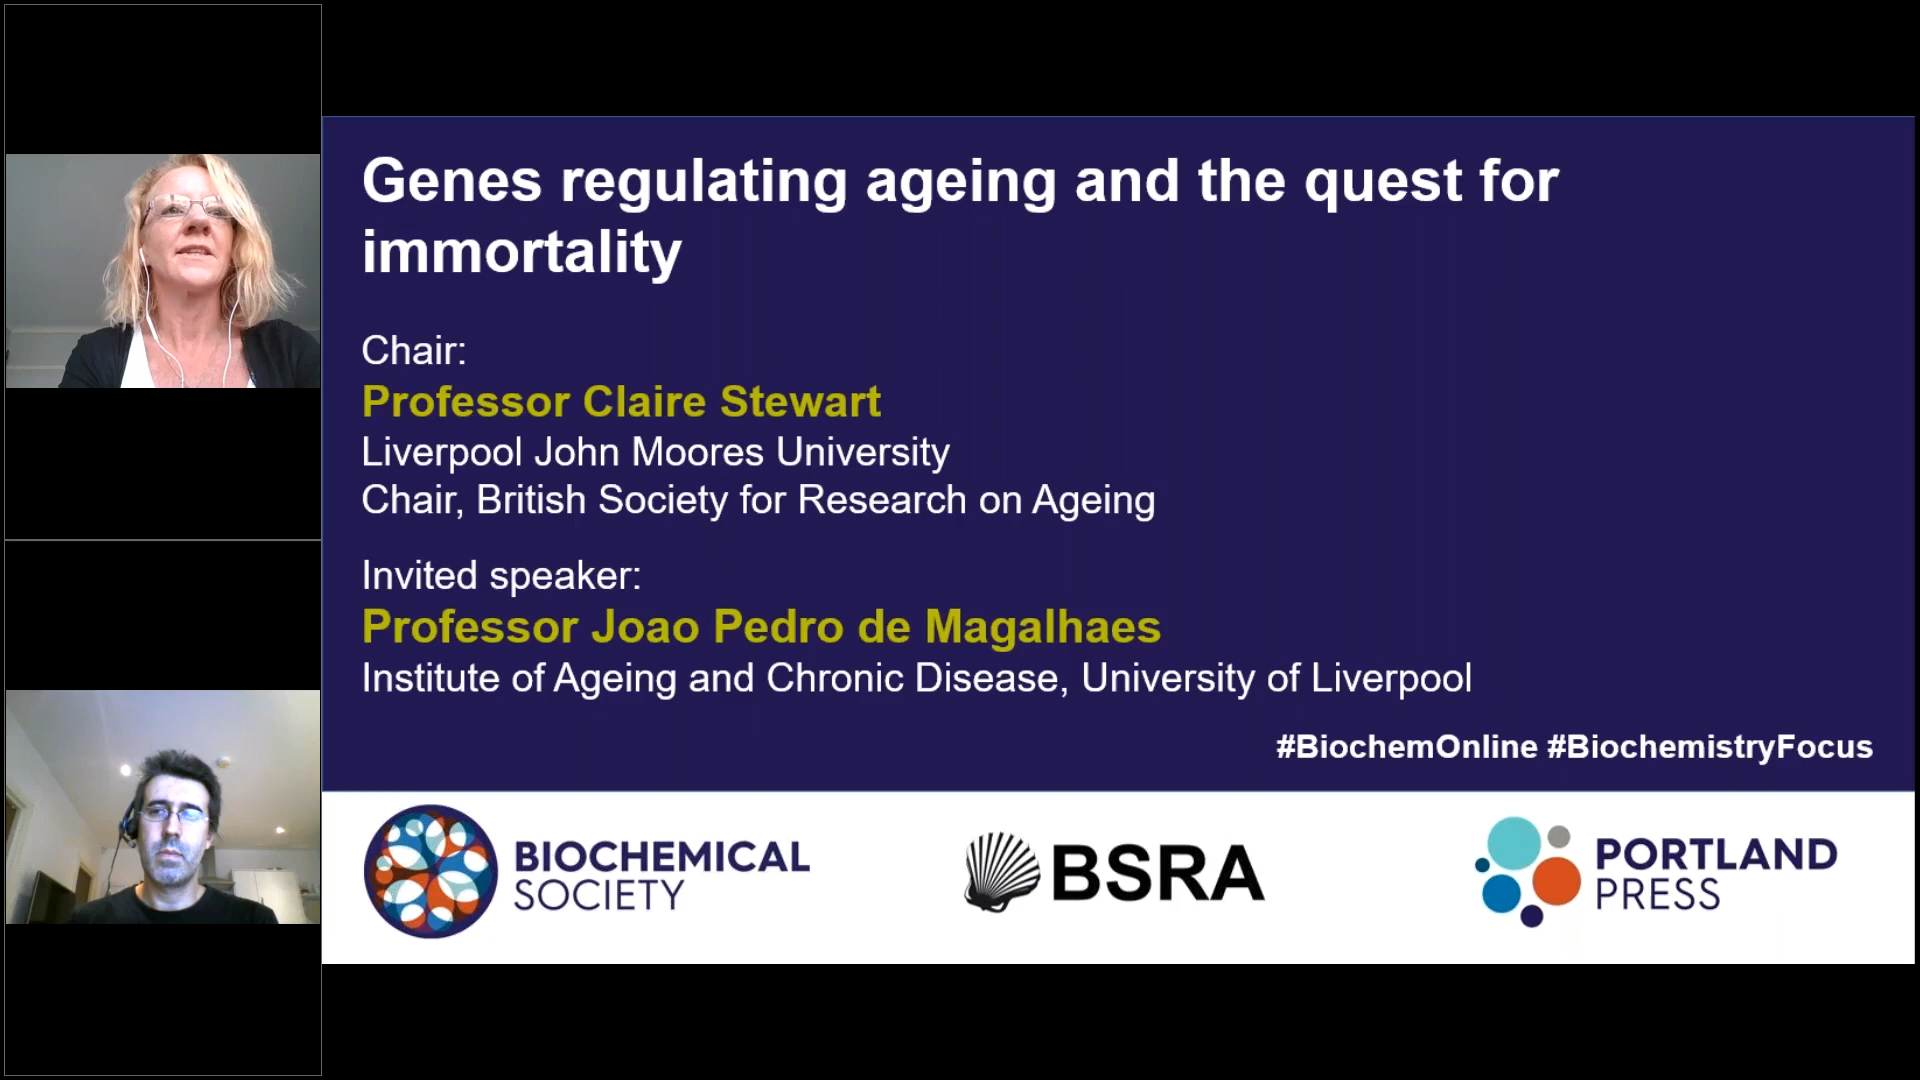 Genes regulating ageing and the quest for
immortality
Chair:
Professor Claire Stewart
Liverpool John Moores University
Chair, British Society for Research on Ageing
Invited speaker:
Professor Joao Pedro de Magalhaes
Institute of Ageing and Chronic Disease, University of Liverpool
#BiochemOnline #BiochemistryFocus
BIOCHEMICAL
SOCIETY
BSRA
PORTLAND
PRESS